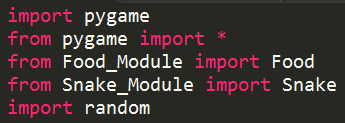 import pygame
from pygame import *
from Food_Module import Food
from Snake_Module import Snake
import random